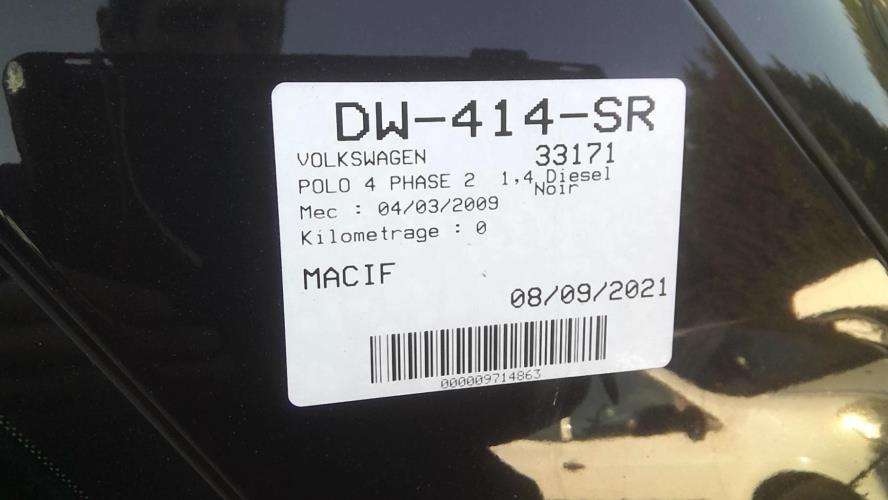 DW-414-SR
VOLKSWAGEN 33171
POLO 4 PHASE 2 1,4 Diesel
Noir
Mec : 04/03/2009
Kilometrage : 0
MACIF
08/09/2021
000009714863